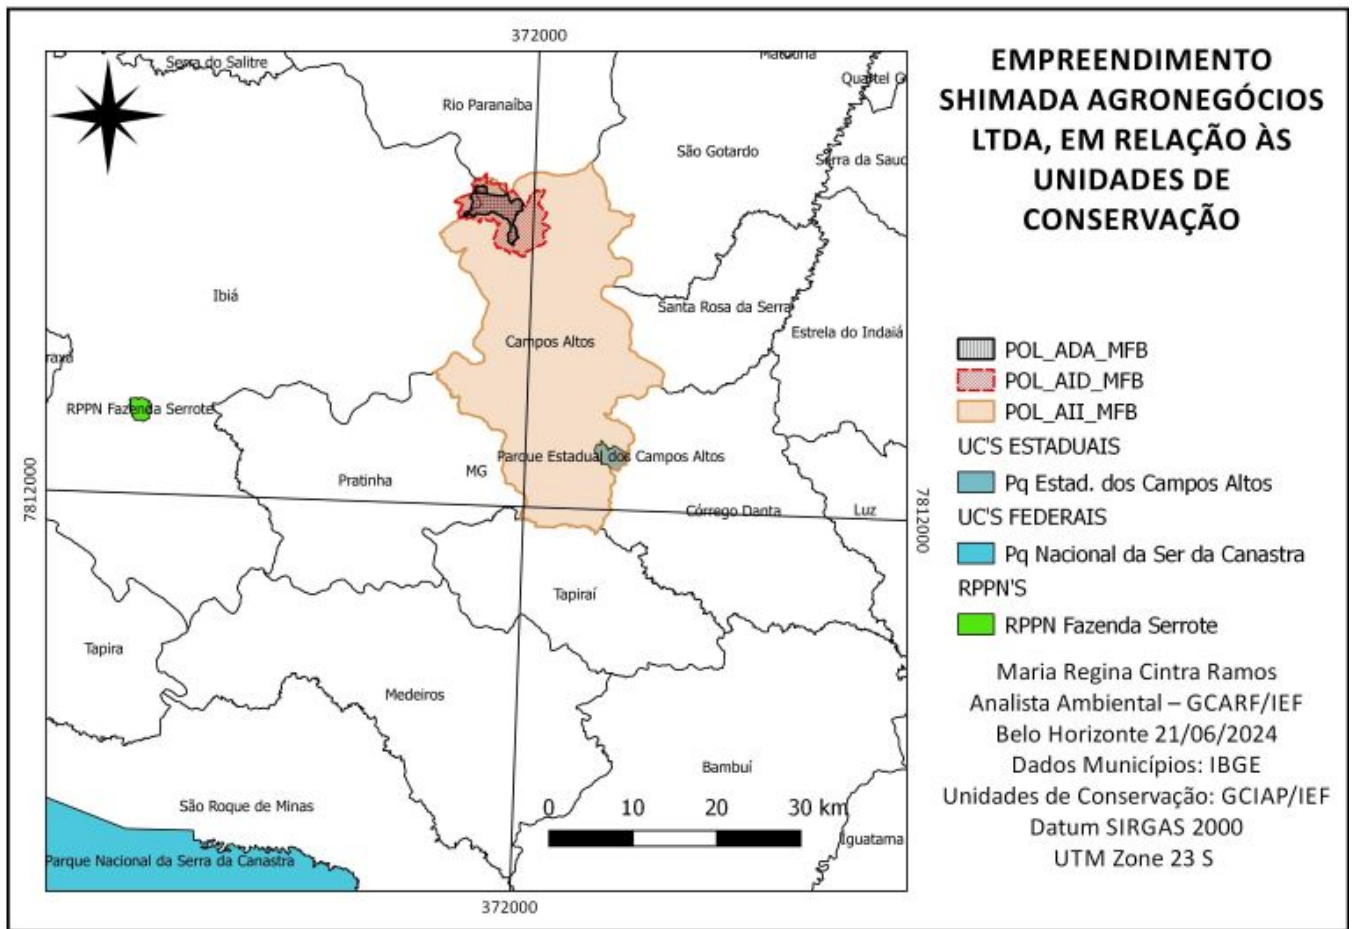 372000
EMPREENDIMENTO
SHIMADA AGRONEGÓCIOS
LTDA, EM RELAÇÃO ÀS
UNIDADES DE
CONSERVAÇÃO
Serra do Salitre
Quartel G
Rio Paranaíba
São Gotardo
Serra da Saud
Ibiá
Santa Rosa da Serra
Estrela do Indaiá
Campos Altos
raxa
RPPN Fazenda Serrote
Parque Estadual dos Campos Altos
MG
Pratinha
7812000
Córrego Danta
Luz
7812000
Tapiraí
Tapira
Medeiros
Bambuí
São Roque de Minas
0 10 20 30 km
Iguatama
Parque Nacional da Serra da Canastra
372000
POL_ADA_MFB
POL_AID_MFB
POL_AII_MFB
UC'S ESTADUAIS
Pq Estad. dos Campos Altos
UC'S FEDERAIS
Pq Nacional da Ser da Canastra
RPPN'S
RPPN Fazenda Serrote
Maria Regina Cintra Ramos
Analista Ambiental – GCARF/IEF
Belo Horizonte 21/06/2024
Dados Municípios: IBGE
Unidades de Conservação: GCIAP/IEF
Datum SIRGAS 2000
UTM Zone 23 S